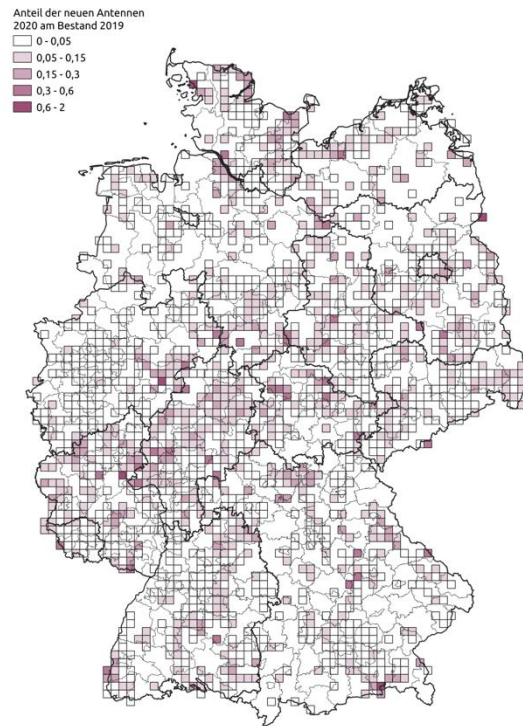 Anteil der neuen Antennen
2020 am Bestand 2019
0 - 0,05
0,05 - 0,15
0,15 - 0,3
0,3 - 0,6
0,6 - 2